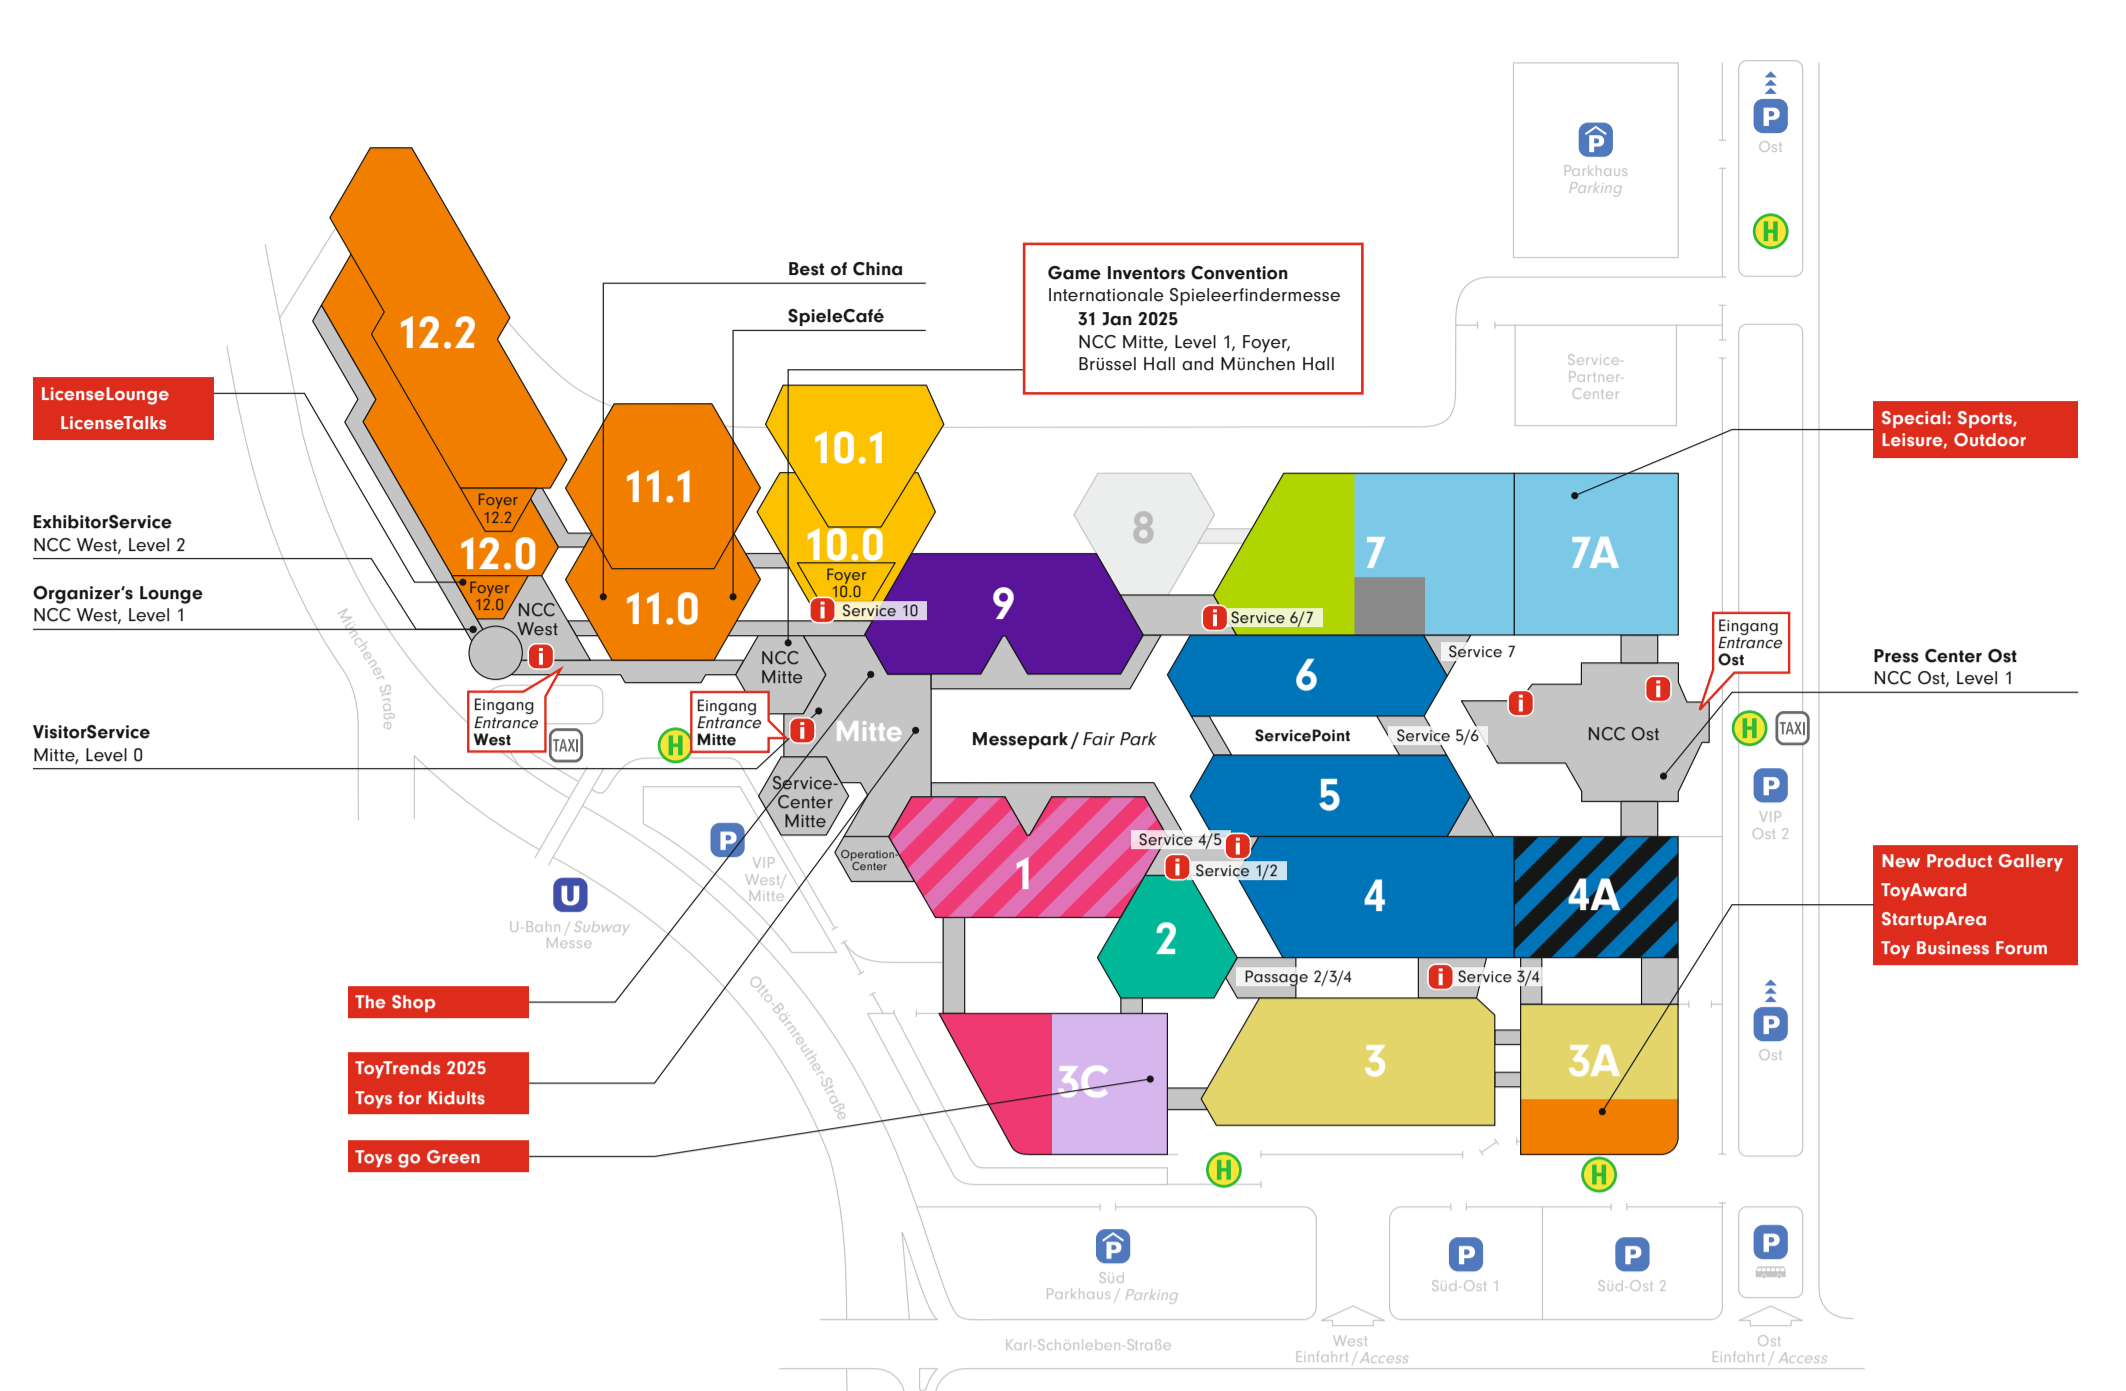 P
Ost
P
Parkhaus
Parking
H
12.2
Best of China
SpieleCafé
Game Inventors Convention
Internationale Spieleerfindermesse
31 Jan 2025
NCC Mitte, Level 1, Foyer,
Brüssel Hall and München Hall
Service-
Partner-
Center
LicenseLounge
LicenseTalks
Special: Sports,
Leisure, Outdoor
10.1
11.1
Foyer
12.2
8
ExhibitorService
NCC West, Level 2
12.0
10.0
7
7A
Foyer
12.0
Foyer
10.0
Organizer's Lounge
NCC West, Level 1
NCC
West
11.0
i
Service 10
9
i
Service 6/7
Eingang
Entrance
Ost
Münchener Straße
i
NCC
Mitte
6
Service 7
i
i
Press Center Ost
NCC Ost, Level 1
Eingang
Entrance
West
Eingang
Entrance
Mitte
i
VisitorService
Mitte, Level 0
TAXI
H
Mitte
Messepark / Fair Park
ServicePoint
Service 5/6
NCC Ost
H
TAXI
Service-
Center
Mitte
5
P
VIP
Ost 2
P
VIP
West/
Mitte
Operation-
Center
1
Service 4/5
i
i
Service 1/2
4
4A
New Product Gallery
ToyAward
StartupArea
Toy Business Forum
U
U-Bahn / Subway
Messe
2
Passage 2/3/4
i
Service 3/4
The Shop
Otto-Bärnreuther-Straße
P
Ost
ToyTrends 2025
Toys for Kidults
3C
3
3A
Toys go Green
H
H
P
Süd
Parkhaus / Parking
P
Süd-Ost 1
P
Süd-Ost 2
P
Karl-Schönleben-Straße
West
Einfahrt / Access
Ost
Einfahrt / Access